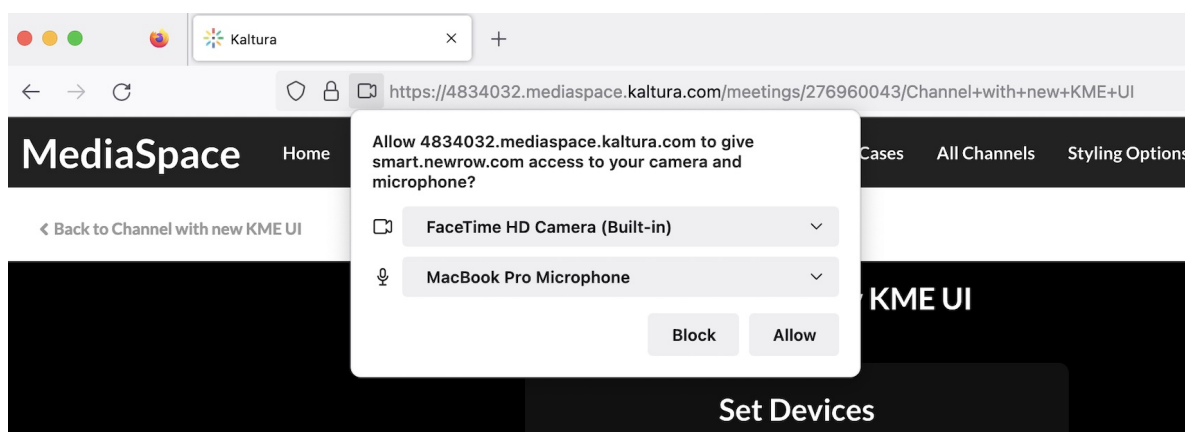 Kaltura
https://4834032.mediaspace.kaltura.com/meetings/276960043/Channel+with+new+KME+UI
MediaSpace Home Cases All Channels Styling Options
Allow 4834032.mediaspace.kaltura.com to give
smart.newrow.com access to your camera and
microphone?
< Back to Channel with new KME UI
FaceTime HD Camera (Built-in)
MacBook Pro Microphone
KME UI
Block Allow
Set Devices